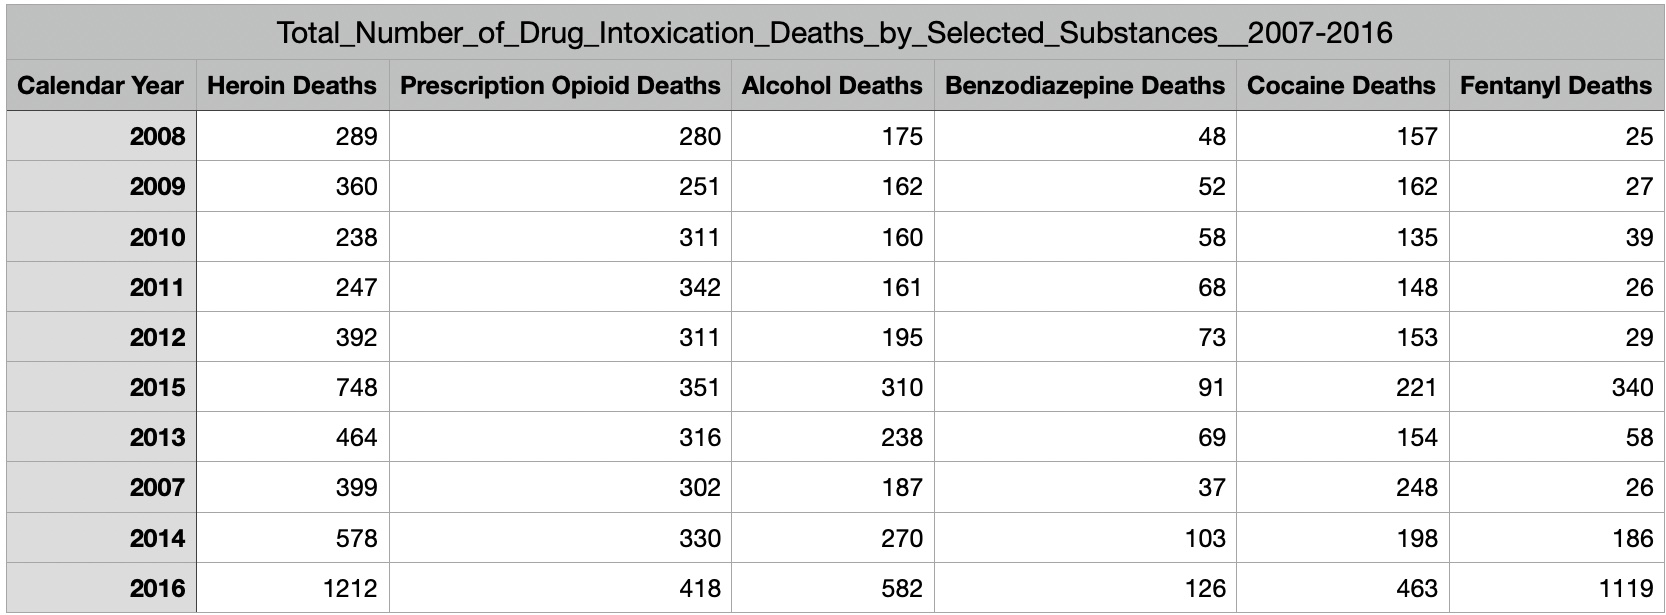 Total_Number_of_Drug_Intoxication_Deaths_by_Selected_Substances__2007-2016
Calendar Year Heroin Deaths Prescription Opioid Deaths Alcohol Deaths Benzodiazepine Deaths Cocaine Deaths Fentanyl Deaths
2008 289 280 175 48 157 25
2009 360 251 162 52 162 27
2010 238 311 160 58 135 39
2011 247 342 161 68 148 26
2012 392 311 195 73 153 29
2015 748 351 310 91 221 340
2013 464 316 238 69 154 58
2007 399 302 187 37 248 26
2014 578 330 270 103 198 186
2016 1212 418 582 126 463 1119